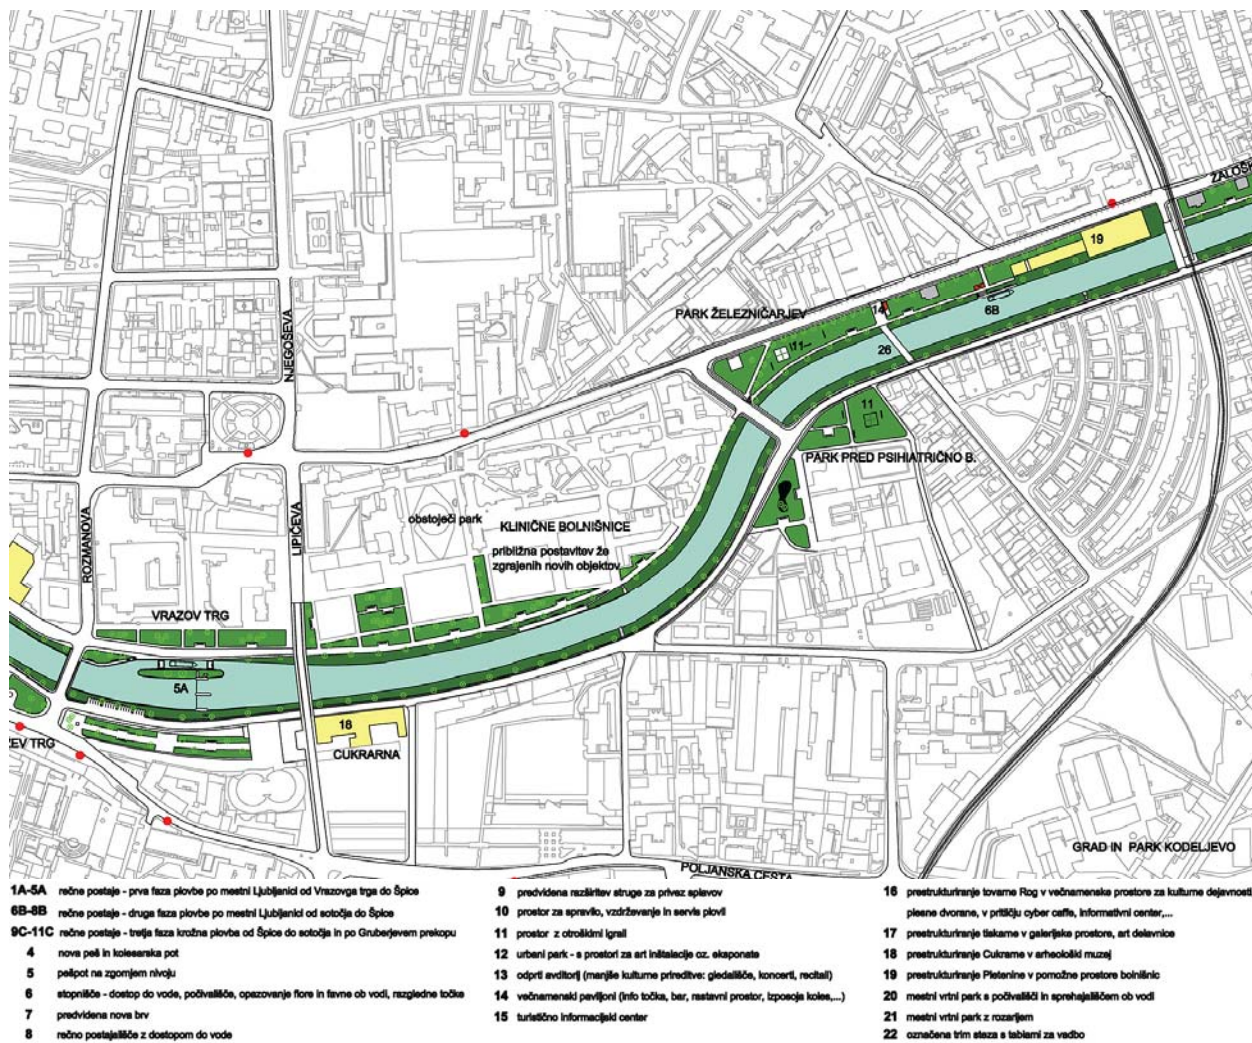 ZALOŠK
19
6B
14
PARK ŽELEZNIČARJEV
11
26
11
PARK PRED PSIHIATRIČNO B.
NJEGOŠEVA
LIPIČEVA
ROZMANOVA
obstoječi park
KLINIČNE BOLNIŠNICE
približna postavitev že
zgrajenih novih objektov
VRAZOV TRG
5A
18
CUKRARNA
EV TRG
GRAD IN PARK KODELJEVO
POLJANSKA CESTA
1A-5A rečne postaje - prva faza plovbe po mestni Ljubljanici od Vrazovga trga do Špice
6B-8B rečne postaje - druga faza plovbe po mestni Ljubljanici od sotočja do Špice
9C-11C rečne postaje - tretja faza krožna plovba od Špice do sotočja in po Gruberjevem prekopu
4 nova peš in kolesarska pot
5 pešpot na zgornjem nivoju
6 stopnišče - dostop do vode, počivališče, opazovanje flore in favne ob vodi, razgledne točke
7 predvidena nova brv
8 rečno postajališče z dostopom do vode
9 predvidena razširitev struge za privez splavov
10 prostor za spravilo, vzdrževanje in servis plovil
11 prostor z otroškimi igrali
12 urbani park - s prostori za art inštalacije oz. eksponate
13 odprti avditorij (manjše kulturne prireditve: gledališče, koncerti, recitali)
14 večnamenski paviljoni (info točka, bar, rastavni prostor, izposoja koles,...)
15 turistično informacijski center
16 prestrukturiranje tovarne Rog v večnamenske prostore za kulturne dejavnosti
plesne dvorane, v pritličju cyber caffe, informativni center,...
17 prestrukturiranje tiskarne v galerijske prostore, art delavnice
18 prestrukturiranje Cukrarne v arheološki muzej
19 prestrukturiranje Pletenine v pomožne prostore bolnišnic
20 mestni vrtni park s počivališči in sprehajališčem ob vodi
21 mestni vrtni park z rozarijem
22 označena trim steza s tablami za vadbo